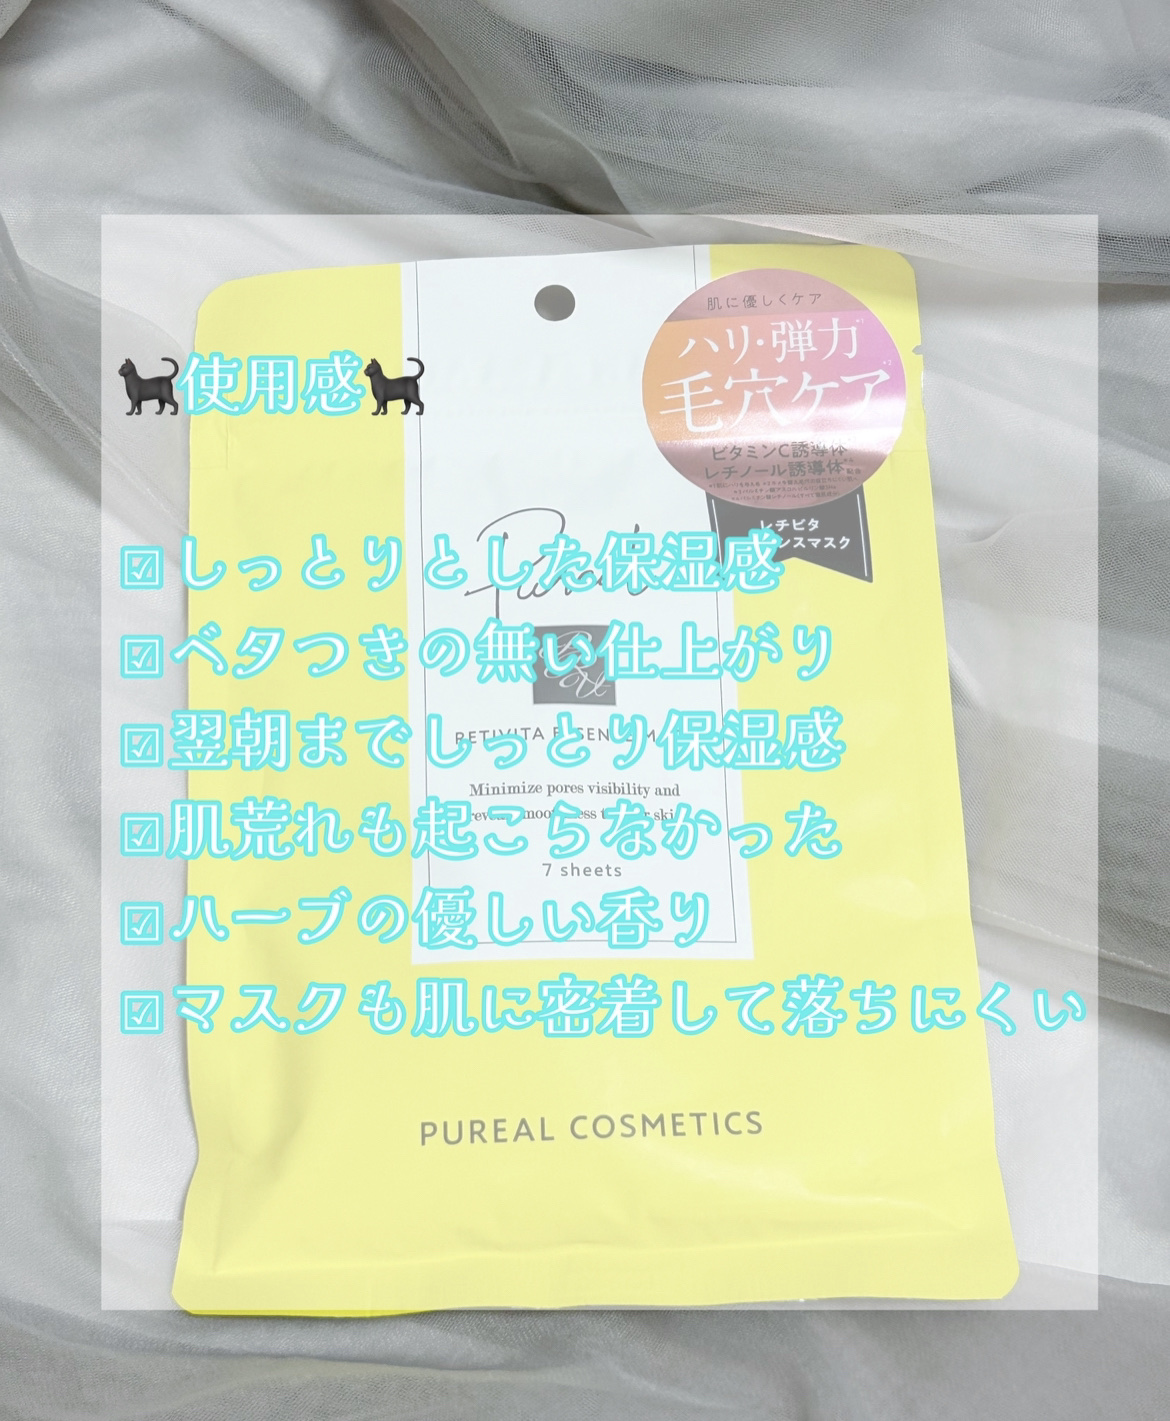 肌に優しくケア
ハリ・弾力
毛穴ケア
ビタミンC誘導体
レチノール誘導体
🐈‍⬛使用感🐈‍⬛
レチビタ
ンスマスク
☑しっとりとした保湿感
☑ベタつきの無い仕上がり
☑翌朝までしっとり保湿感
Minimize pores visibility and
☑肌荒れも起こらなかった
7 sheets
☑ハーブの優しい香り
☑マスクも肌に密着して落ちにくい
PUREAL COSMETICS